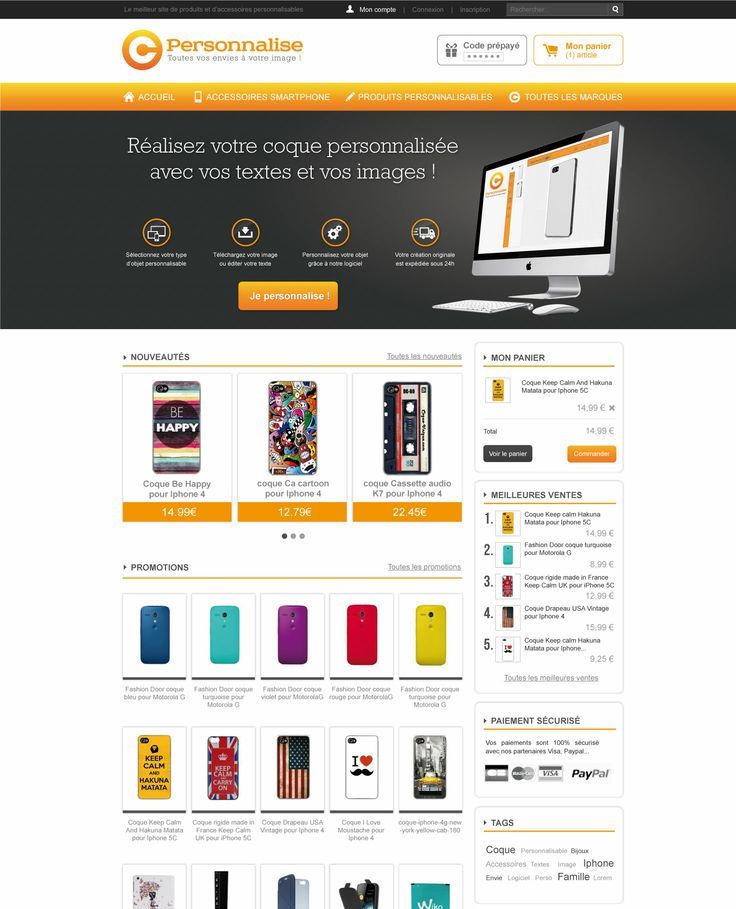 Le meilleur site de produits et d'accessoires personnalisables
Mon compte | Connexion | Inscription
Rechercher...
C Personnalise
Toutes vos envies à votre image !
Code prépayé
Mon panier
(1) article
ACCUEIL
ACCESSOIRES SMARTPHONE
PRODUITS PERSONNALISABLES
TOUTES LES MARQUES
Réalisez votre coque personnalisée
avec vos textes et vos images !
Sélectionnez votre type
d'objet personnalisable
Téléchargez votre image
ou éditer votre texte
Personnalisez votre objet
grâce à notre logiciel
Votre création originale
est expédiée sous 24h
Je personnalise !
NOUVEAUTÉS
Toutes les nouveautés
BE
HAPPY
Coque Be Happy
pour Iphone 4
14.99€
coque Ca cartoon
pour Iphone 4
12.79€
coque Cassette audio
K7 pour Iphone 4
22.45€
PROMOTIONS
Toutes les promotions
Fashion Door coque
bleu pour Motorola G
Fashion Door coque
turquoise pour
Motorola G
Fashion Door coque
violet pour MotorolaG
Fashion Door coque
rouge pour MotorolaG
Fashion Door coque
turquoise pour
Motorola G
KEEP
CALM
AND
HAKUNA
MATATA
Coque Keep CALM
And Hakuna Matata
pour Iphone 5C
KEEP
CALM
AND
CARRY
ON
Coque rigide made in
France Keep Calm
UK pour iPhone 5C
Coque Drapeau USA
Vintage pour Iphone 4
I
Coque I Love
Moustache pour
Iphone 4
coque-iphone-4g-new
-york-yellow-cab-160
Wiko
MON PANIER
Coque Keep Calm And Hakuna
Matata pour Iphone 5C
14,99 €
Total
14,99 €
Voir le panier
Commander
MEILLEURES VENTES
1.
Coque Keep calm Hakuna
Matata pour Iphone 5C
14,99 €
2.
Fashion Door coque turquoise
pour Motorola G
8,99 €
3.
Coque rigide made in France
Keep Calm UK pour iPhone 5C
12,99 €
4.
Coque Drapeau USA Vintage
pour Iphone 4
15,99 €
5.
Coque Keep calm Hakuna
Matata pour Iphone...
9,25 €
Toutes les meilleures ventes
PAIEMENT SÉCURISÉ
Vos paiements sont 100% sécurisé
avec nos partenaires Visa, Paypal...
MasterCard
VISA
PayPal
TAGS
Coque Personnalisable Bijoux
Accessoires Textes Image Iphone
Envie Logiciel Perso Famille Lorem